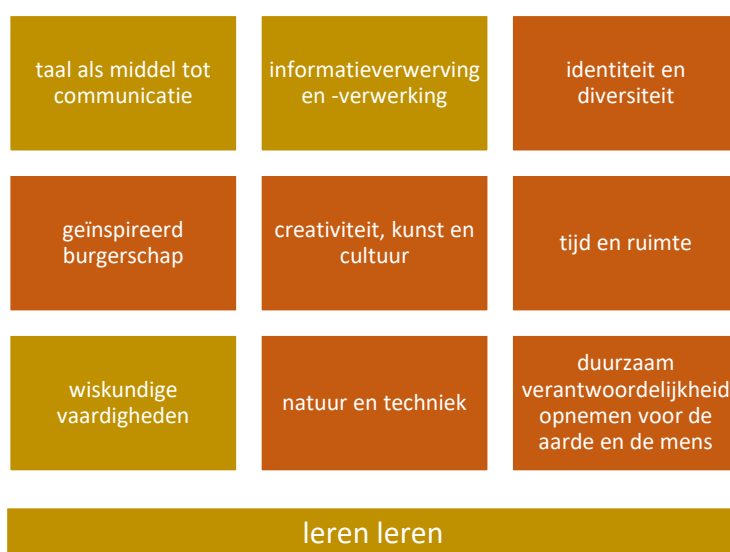 taal als middel tot
communicatie
informatieverwerving
en -verwerking
identiteit en
diversiteit
geïnspireerd
burgerschap
creativiteit, kunst en
cultuur
tijd en ruimte
wiskundige
vaardigheden
natuur en techniek
duurzaam
verantwoordelijkheid
opnemen voor de
aarde en de mens
leren leren